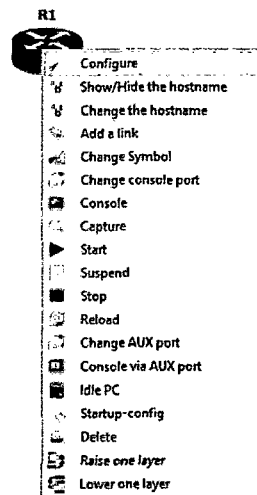 R1
Configure
Show/Hide the hostname
Change the hostname
Add a link
Change Symbol
Change console port
Console
Capture
Start
Suspend
Stop
Reload
Change AUX port
Console via AUX port
Idle PC
Startup-config
Delete
Raise one layer
Lower one layer